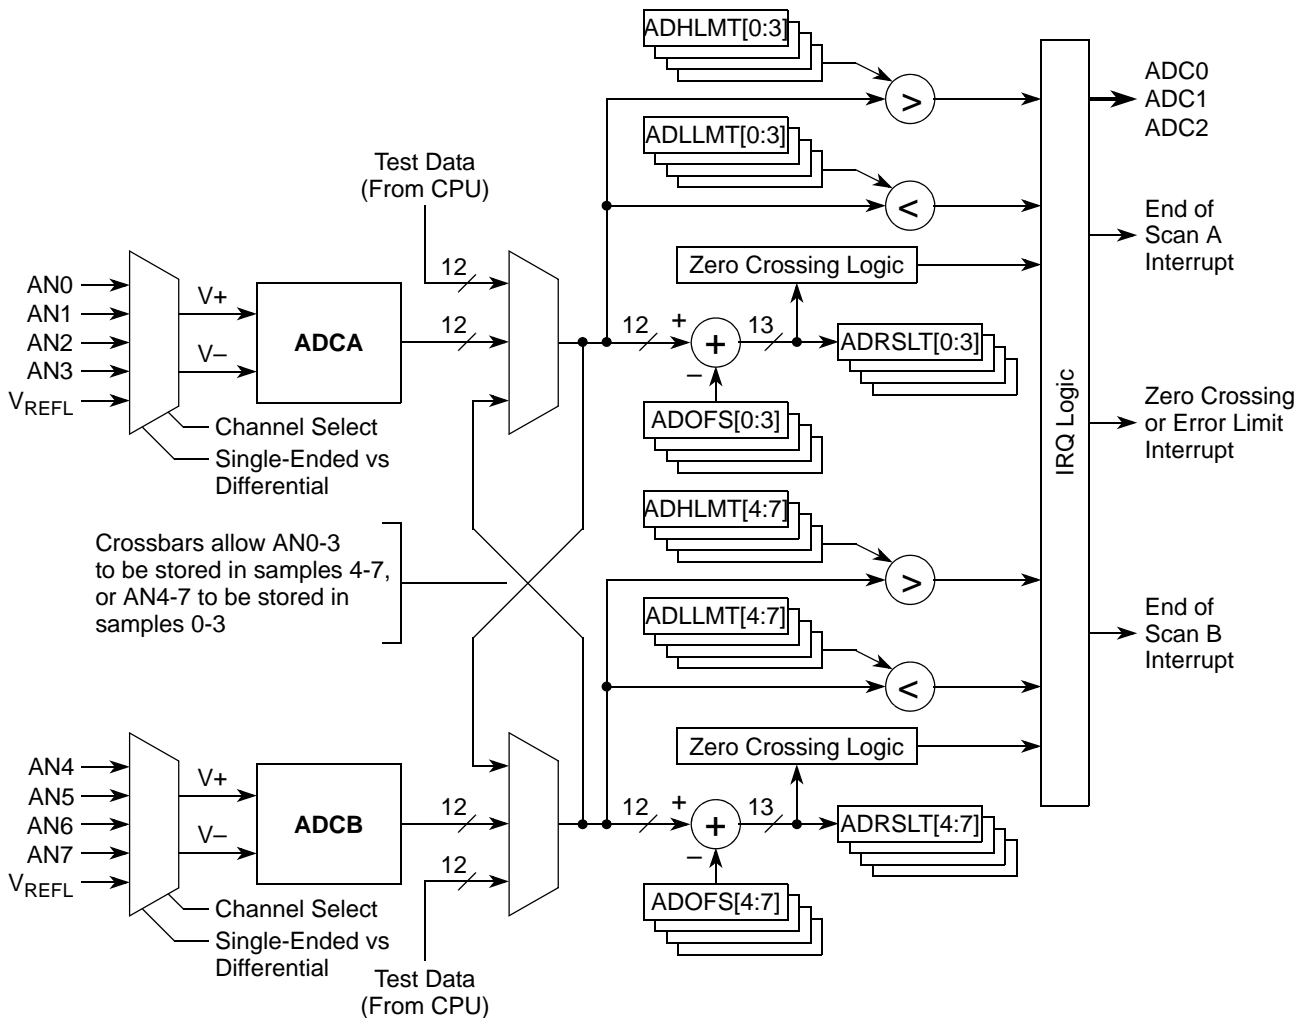 ADHLMT[0:3]
>
ADC0
ADC1
ADC2
ADLLMT[0:3]
<
Test Data
(From CPU)
End of
Scan A
Interrupt
12
Zero Crossing Logic
AN0
AN1
AN2
AN3
VREFL
V+
V–
ADCA
12
12
+
+
–
13
ADRSLT[0:3]
ADOFS[0:3]
Channel Select
Single-Ended vs
Differential
IRQ Logic
Zero Crossing
or Error Limit
Interrupt
ADHLMT[4:7]
>
Crossbars allow AN0-3
to be stored in samples 4-7,
or AN4-7 to be stored in
samples 0-3
ADLLMT[4:7]
<
End of
Scan B
Interrupt
Zero Crossing Logic
AN4
AN5
AN6
AN7
VREFL
V+
V–
ADCB
12
12
12
+
+
–
13
ADRSLT[4:7]
ADOFS[4:7]
Channel Select
Single-Ended vs
Differential
Test Data
(From CPU)